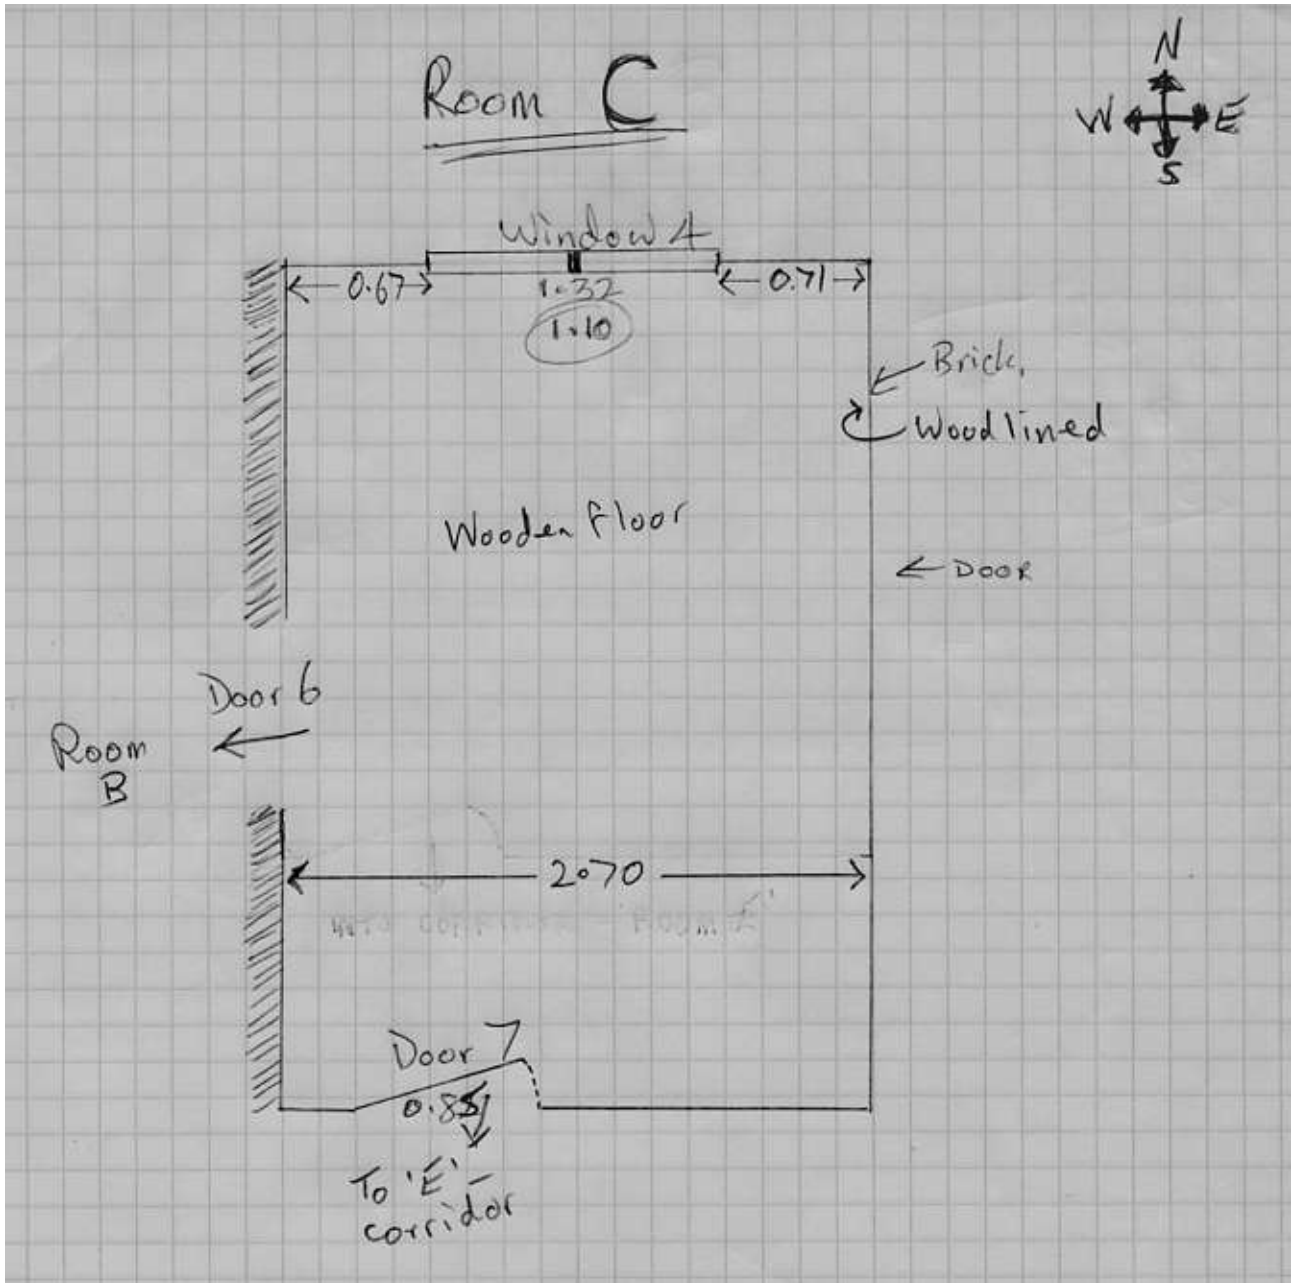 Room C
N
W E
S
Window 4
0.67
1.32
0.71
1.10
Brick,
Wood lined
Wooden floor
← DOOR
Door 6
Room
B
2.70
Door 7
To 'E' –
corridor